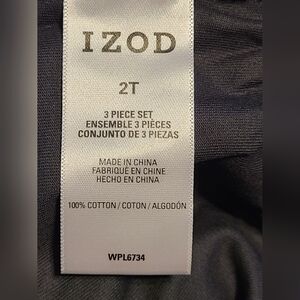 IZOD
2T
3 PIECE SET
ENSEMBLE 3 PIÈCES
CONJUNTO DE 3 PIEZAS
MADE IN CHINA
FABRIQUÉ EN CHINE
HECHO EN CHINA
100% COTTON / COTON / ALGODÓN
WPL6734